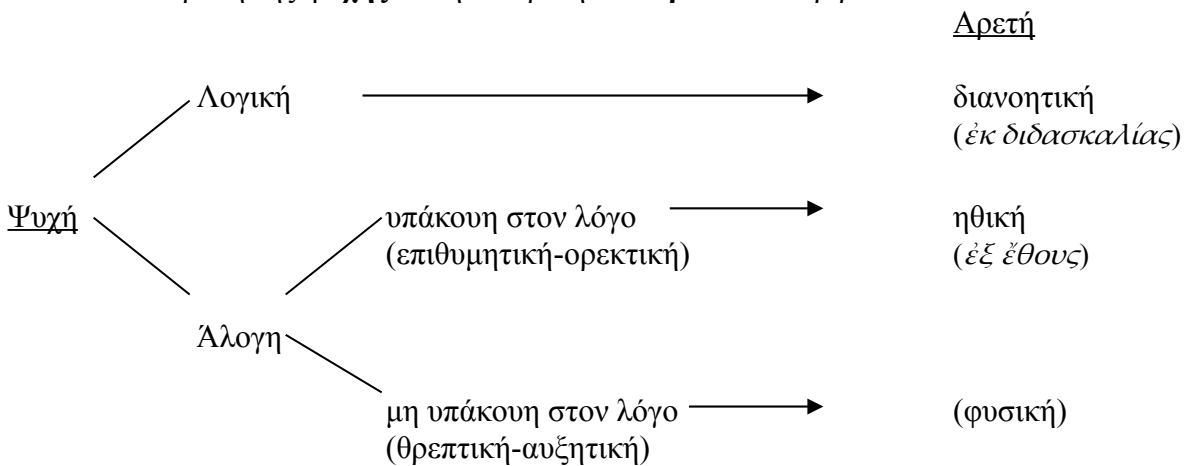 Αρετή
Λογική
διανοητική
(ἐκ διδασκαλίας)
Ψυχή
υπάκουη στον λόγο
(επιθυμητική-ορεκτική)
ηθική
(ἐξ ἔθους)
Άλογη
μη υπάκουη στον λόγο
(θρεπτική-αυξητική)
(φυσική)